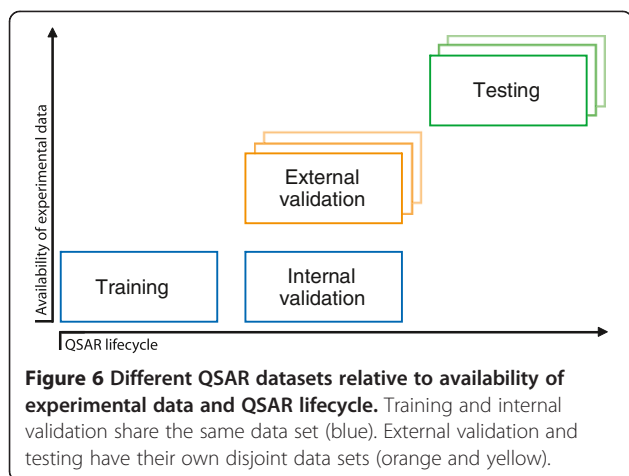 Availability of experimental data
Testing
External
validation
Training
Internal
validation
QSAR lifecycle
Figure 6 Different QSAR datasets relative to availability of
experimental data and QSAR lifecycle. Training and internal
validation share the same data set (blue). External validation and
testing have their own disjoint data sets (orange and yellow).